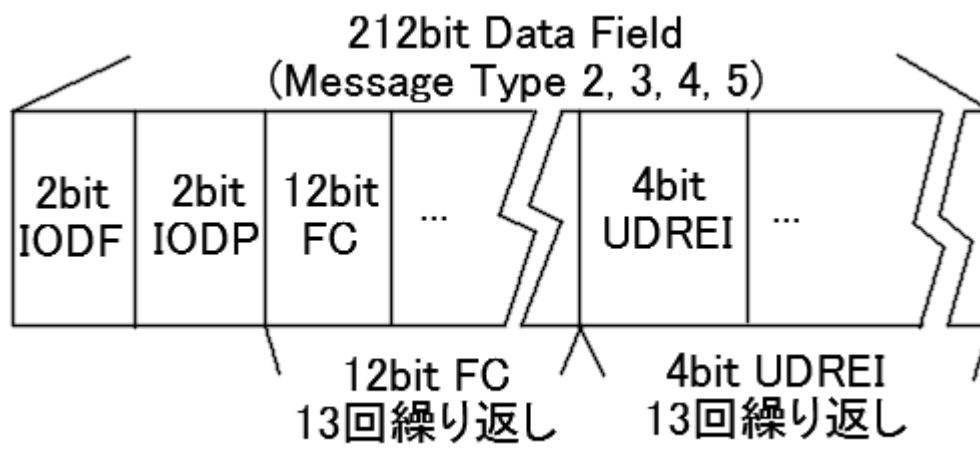 212bit Data Field
(Message Type 2, 3, 4, 5)
2bit
IODF
2bit
IODP
12bit
FC
...
4bit
UDREI
...
12bit FC
13回繰り返し
4bit UDREI
13回繰り返し